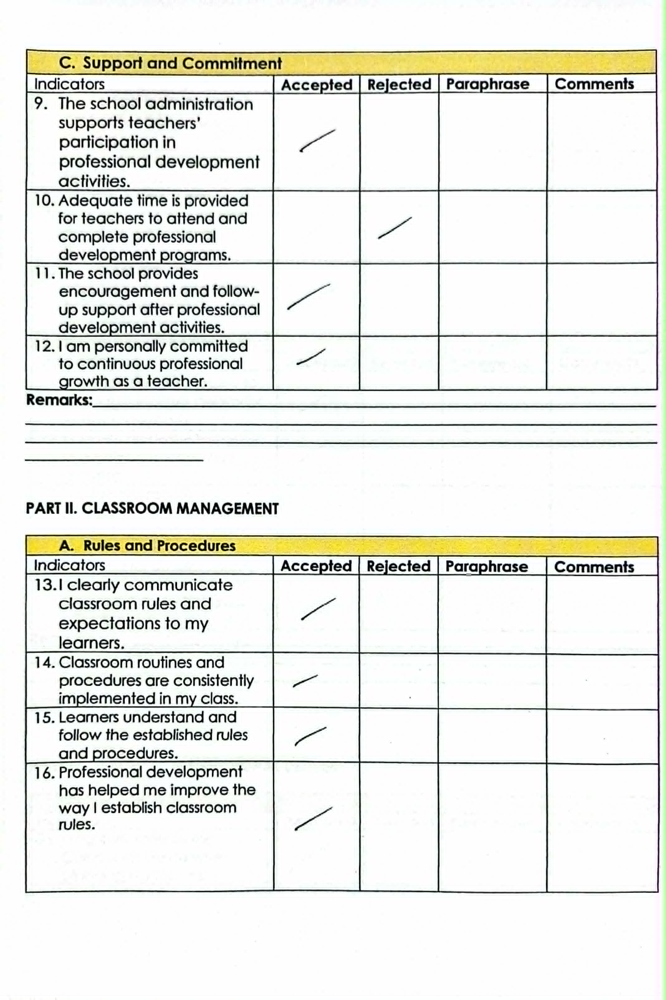 C. Support and Commitment
Indicators Accepted Rejected Paraphrase Comments
9. The school administration
supports teachers'
participation in
professional development
activities.
10. Adequate time is provided
for teachers to attend and
complete professional
development programs.
11. The school provides
encouragement and follow-
up support after professional
development activities.
12. I am personally committed
to continuous professional
growth as a teacher.
Remarks:
PART II. CLASSROOM MANAGEMENT
A. Rules and Procedures
Indicators Accepted Rejected Paraphrase Comments
13. I clearly communicate
classroom rules and
expectations to my
learners.
14. Classroom routines and
procedures are consistently
implemented in my class.
15. Learners understand and
follow the established rules
and procedures.
16. Professional development
has helped me improve the
way I establish classroom
rules.